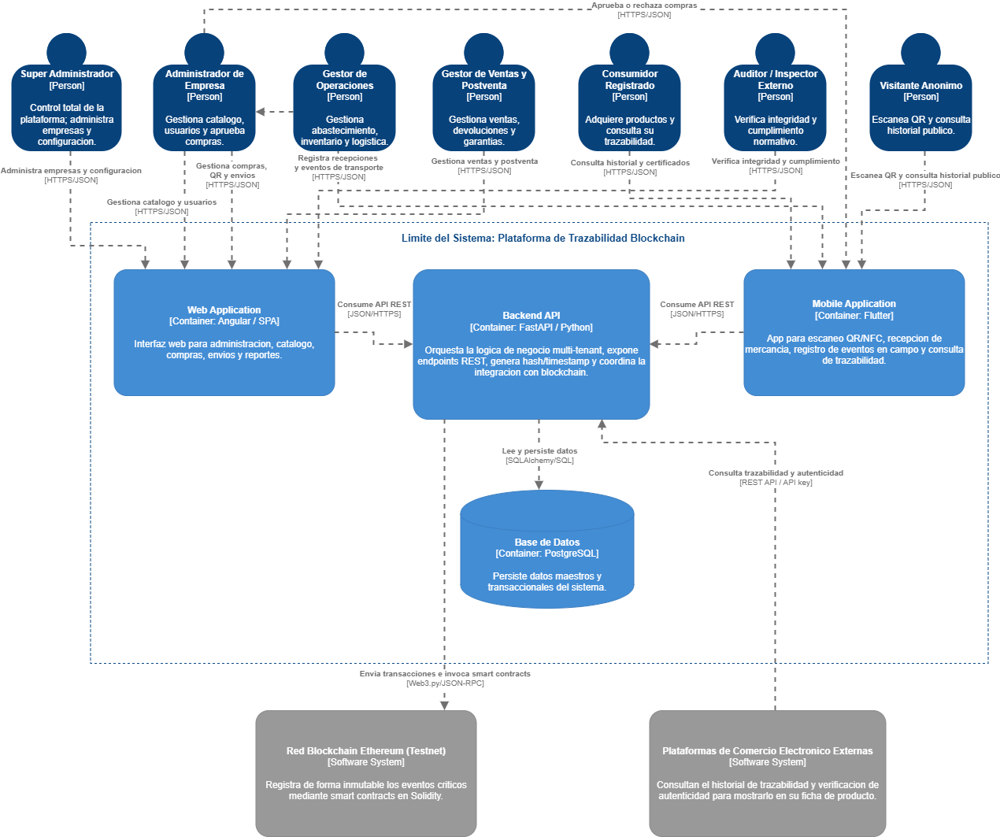 Aprueba o rechaza compras
[HTTPS/JSON]
Super Administrador
[Person]
Control total de la
plataforma; administra
empresas y
configuracion.
Administrador de
Empresa
[Person]
Gestiona catalogo,
usuarios y aprueba
compras.
Gestor de
Operaciones
[Person]
Gestiona
abastecimiento,
inventario y logistica.
Gestor de Ventas y
Postventa
[Person]
Gestiona ventas,
devoluciones y
garantias.
Consumidor
Registrado
[Person]
Adquiere productos y
consulta su
trazabilidad.
Auditor / Inspector
Externo
[Person]
Verifica integridad y
cumplimiento
normativo.
Visitante Anonimo
[Person]
Escanea QR y consulta
historial publico.
Administra empresas y configuracion
[HTTPS/JSON]
Gestiona catalogo y usuarios
[HTTPS/JSON]
Gestiona compras,
QR y envios
[HTTPS/JSON]
Registra recepciones
y eventos de transporte
[HTTPS/JSON]
Gestiona ventas y postventa
[HTTPS/JSON]
Consulta historial y certificados
[HTTPS/JSON]
Verifica integridad y cumplimiento
[HTTPS/JSON]
Escanea QR y consulta historial publico
[HTTPS/JSON]
Limite del Sistema: Plataforma de Trazabilidad Blockchain
Web Application
[Container: Angular / SPA]
Interfaz web para administracion, catalogo,
compras, envios y reportes.
Consume API REST
[JSON/HTTPS]
Backend API
[Container: FastAPI / Python]
Orquesta la logica de negocio multi-tenant, expone
endpoints REST, genera hash/timestamp y coordina la
integracion con blockchain.
Consume API REST
[JSON/HTTPS]
Mobile Application
[Container: Flutter]
App para escaneo QR/NFC, recepcion de
mercancia, registro de eventos en campo y consulta
de trazabilidad.
Lee y persiste datos
[SQLAlchemy/SQL]
Consulta trazabilidad y autenticidad
[REST API / API key]
Base de Datos
[Container: PostgreSQL]
Persiste datos maestros y
transaccionales del sistema.
Envia transacciones e invoca smart contracts
[Web3.py/JSON-RPC]
Red Blockchain Ethereum (Testnet)
[Software System]
Registra de forma inmutable los eventos criticos
mediante smart contracts en Solidity.
Plataformas de Comercio Electronico Externas
[Software System]
Consultan el historial de trazabilidad y verificacion de
autenticidad para mostrarlo en su ficha de producto.